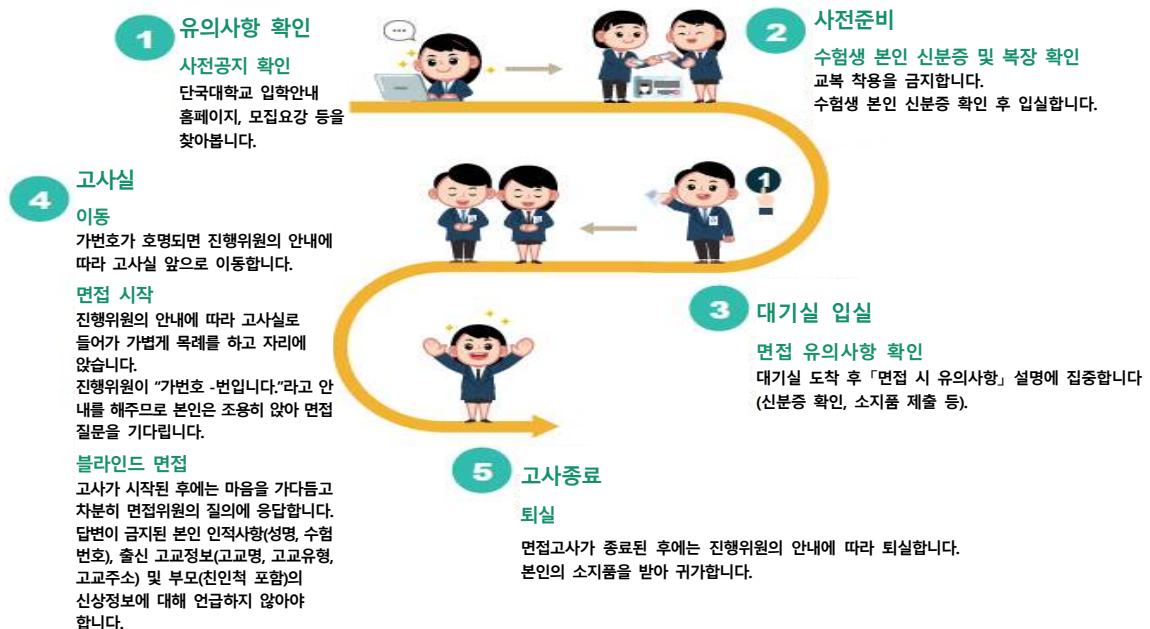 1
유의사항 확인
사전공지 확인
단국대학교 입학안내
홈페이지, 모집요강 등을
찾아봅니다.
2
사전준비
수험생 본인 신분증 및 복장 확인
교복 착용을 금지합니다.
수험생 본인 신분증 확인 후 입실합니다.
1
3
대기실 입실
면접 유의사항 확인
대기실 도착 후「면접 시 유의사항」설명에 집중합니다
(신분증 확인, 소지품 제출 등).
4
고사실
이동
가번호가 호명되면 진행위원의 안내에
따라 고사실 앞으로 이동합니다.
면접 시작
진행위원의 안내에 따라 고사실로
들어가 가볍게 목례를 하고 자리에
앉습니다.
진행위원이 “가번호 -번입니다.”라고 안
내를 해주므로 본인은 조용히 앉아 면접
질문을 기다립니다.
블라인드 면접
고사가 시작된 후에는 마음을 가다듬고
차분히 면접위원의 질의에 응답합니다.
답변이 금지된 본인 인적사항(성명, 수험
번호), 출신 고교정보(고교명, 고교유형,
고교주소) 및 부모(친인척 포함)의
신상정보에 대해 언급하지 않아야
합니다.
5
고사종료
퇴실
면접고사가 종료된 후에는 진행위원의 안내에 따라 퇴실합니다.
본인의 소지품을 받아 귀가합니다.